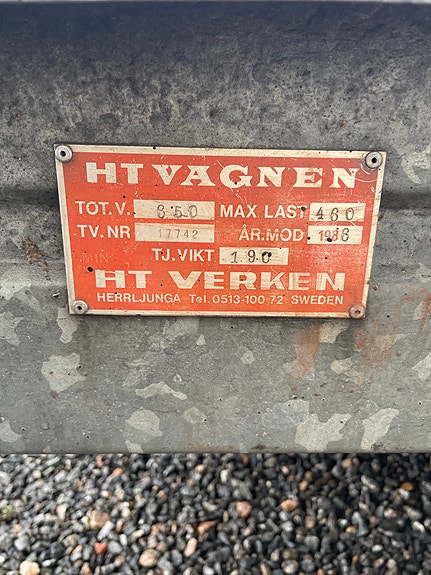 HT VAGNEN
TOT. V. 650 MAX LAST 460
TV. NR 17742 ÅR.MOD. 1986
MIN TJ. VIKT 190
HT VERKEN
HERRLJUNGA Tel. 0513-100 72 SWEDEN